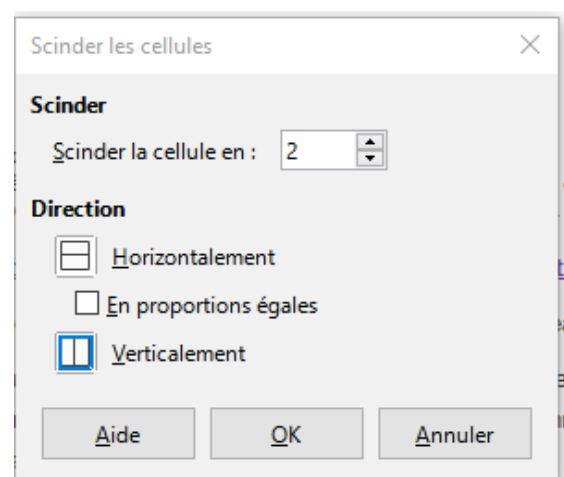 Scinder les cellules
Scinder
Scinder la cellule en : 2
Direction
Horizontalement
En proportions égales
Verticalement
Aide OK Annuler